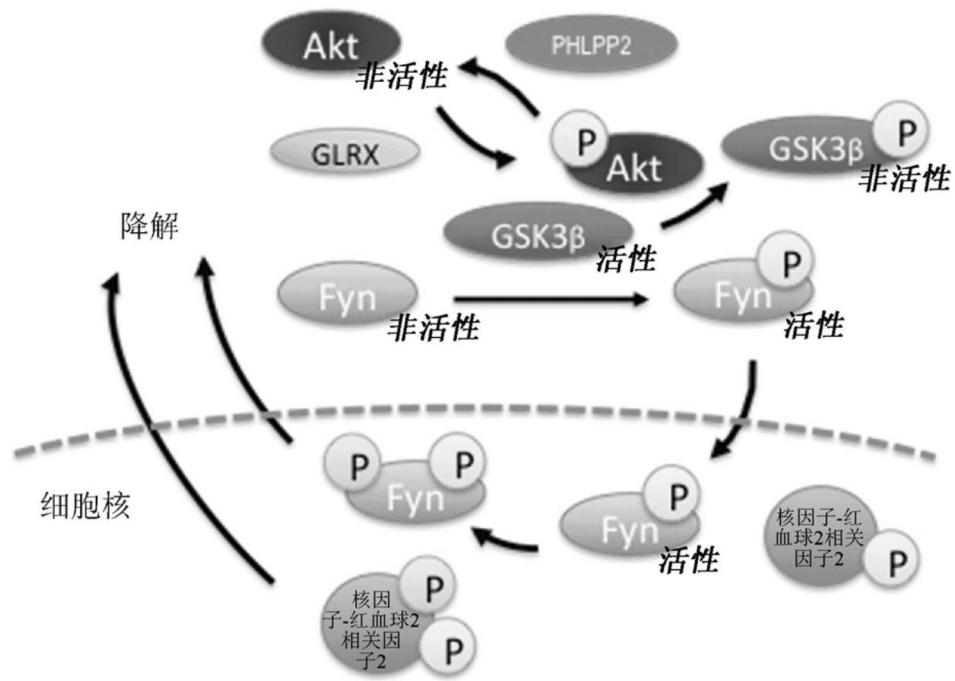 Akt
非活性
PHLPP2
GLRX
P
Akt
GSK3β
P
非活性
降解
GSK3β
活性
Fyn
非活性
P
Fyn
活性
细胞核
P
P
Fyn
P
Fyn
活性
核因子-红
血球2相关
因子2
P
核因
子-红血球2
相关因
子2
P
P